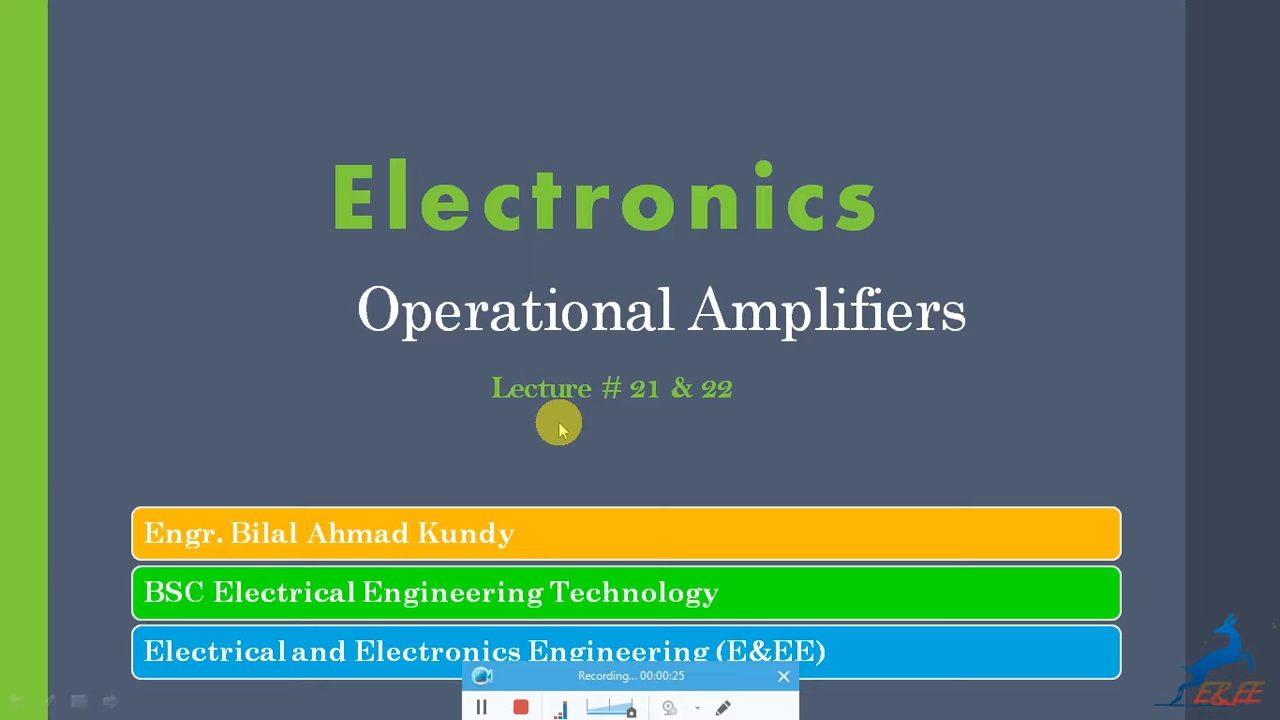 Electronics
Operational Amplifiers
Lecture # 21 & 22
Engr. Bilal Ahmad Kundy
BSC Electrical Engineering Technology
Electrical and Electronics Engineering (E&EE)
Recording... 00:00:25
E&EE